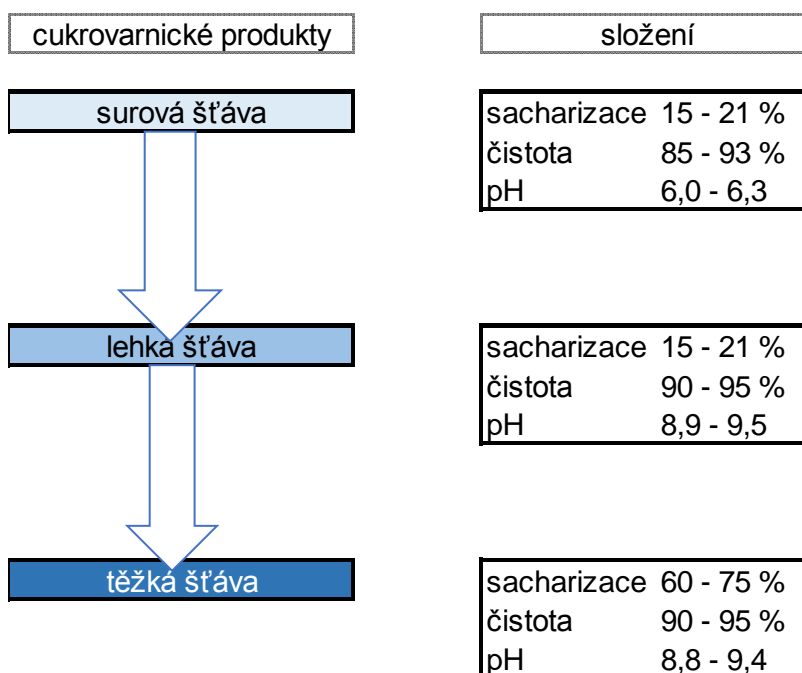 cukrovarnické produkty
složení
surová šťáva
sacharizace 15 - 21 %
čistota 85 - 93 %
pH 6,0 - 6,3
lehká šťáva
sacharizace 15 - 21 %
čistota 90 - 95 %
pH 8,9 - 9,5
těžká šťáva
sacharizace 60 - 75 %
čistota 90 - 95 %
pH 8,8 - 9,4